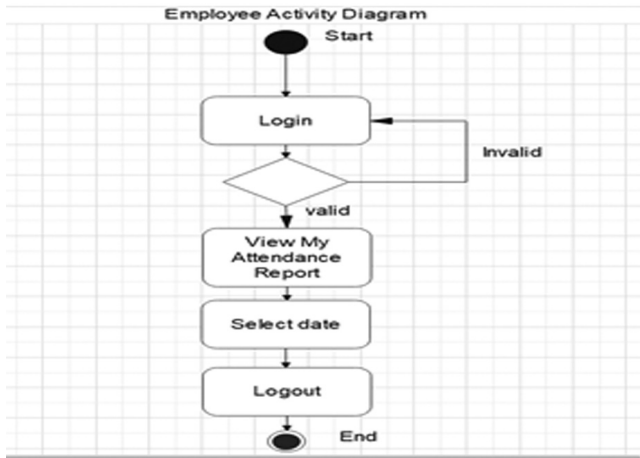 Employee Activity Diagram
Start
Login
Invalid
valid
View My
Attendance
Report
Select date
Logout
End